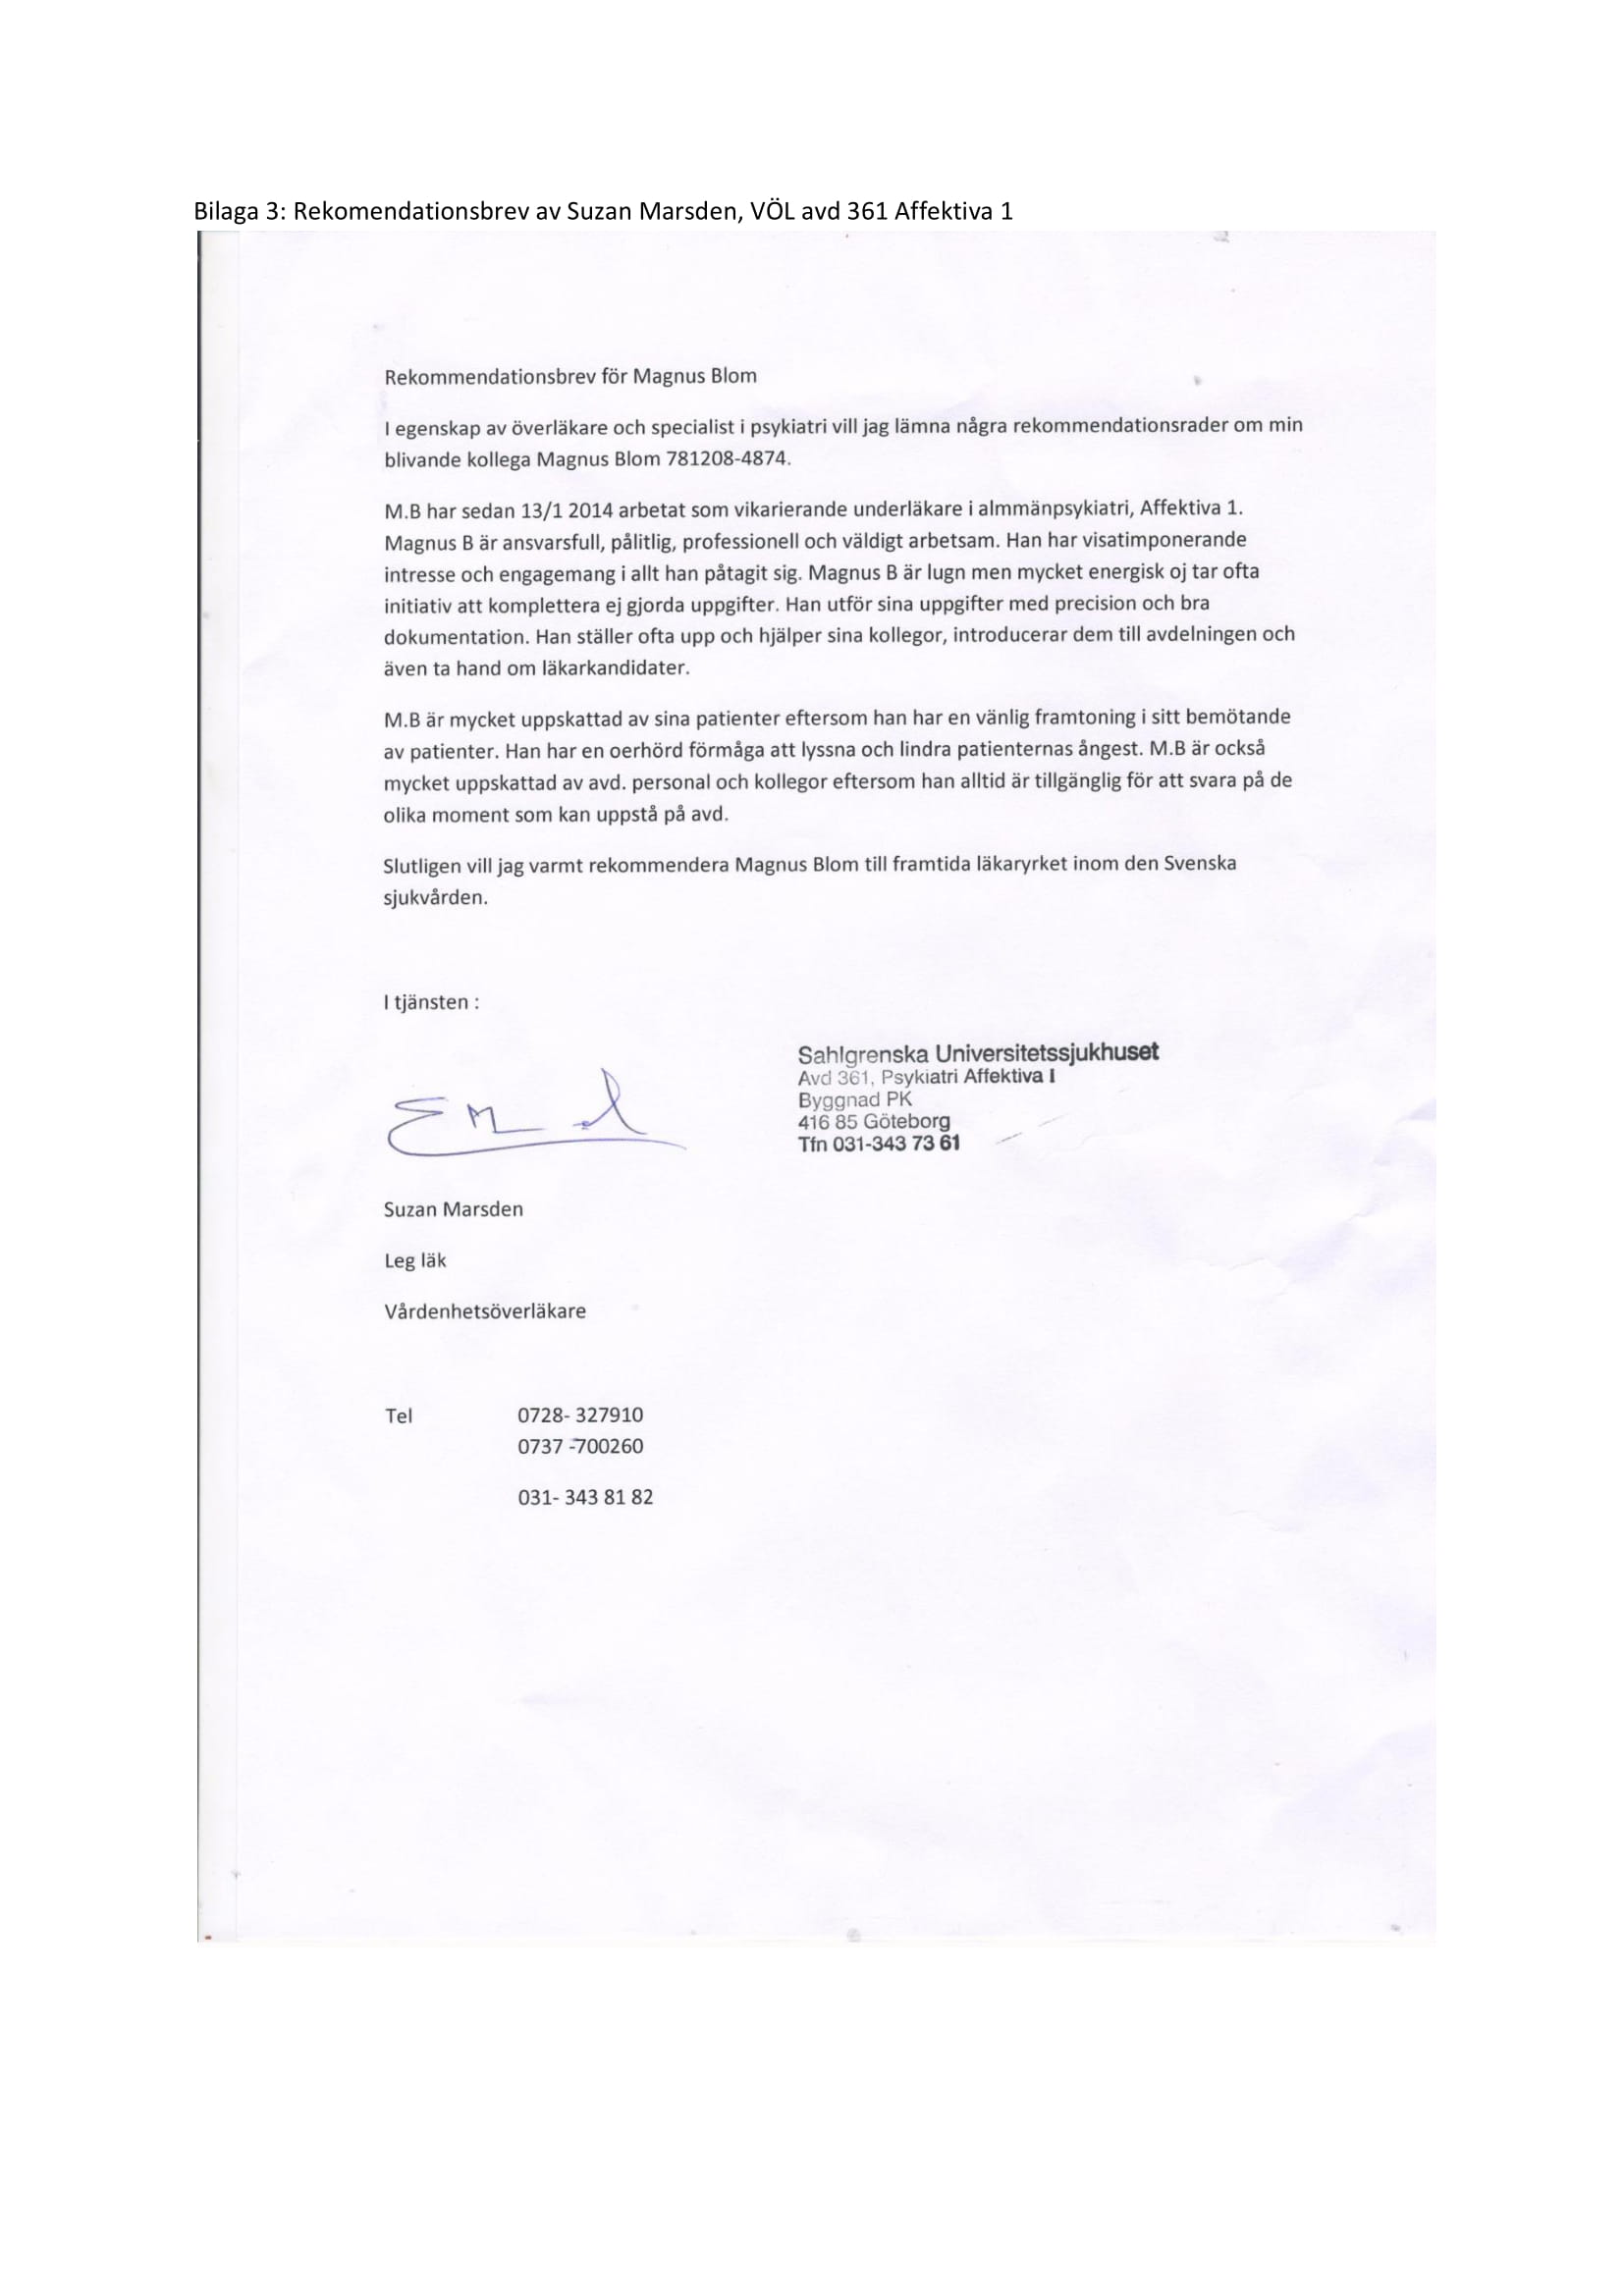 Bilaga 3: Rekomendationsbrev av Suzan Marsden, VÖL avd 361 Affektiva 1
Rekommendationsbrev för Magnus Blom
I egenskap av överläkare och specialist i psykiatri vill jag lämna några rekommendationsrader om min
blivande kollega Magnus Blom 781208-4874.
M.B har sedan 13/1 2014 arbetat som vikarierande underläkare i almmänpsykiatri, Affektiva 1.
Magnus B är ansvarsfull, pålitlig, professionell och väldigt arbetsam. Han har visatimponerande
intresse och engagemang i allt han påtagit sig. Magnus B är lugn men mycket energisk oj tar ofta
initiativ att komplettera ej gjorda uppgifter. Han utför sina uppgifter med precision och bra
dokumentation. Han ställer ofta upp och hjälper sina kollegor, introducerar dem till avdelningen och
även ta hand om läkarkandidater.
M.B är mycket uppskattad av sina patienter eftersom han har en vänlig framtoning i sitt bemötande
av patienter. Han har en oerhörd förmåga att lyssna och lindra patienternas ångest. M.B är också
mycket uppskattad av avd. personal och kollegor eftersom han alltid är tillgänglig för att svara på de
olika moment som kan uppstå på avd.
Slutligen vill jag varmt rekommendera Magnus Blom till framtida läkaryrket inom den Svenska
sjukvården.
I tjänsten :
Sahlgrenska Universitetssjukhuset
Avd 361, Psykiatri Affektiva I
Byggnad PK
416 85 Göteborg
Tfn 031-343 73 61
Suzan Marsden
Leg läk
Vårdenhetsöverläkare
Tel 0728- 327910
0737 -700260
031- 343 81 82